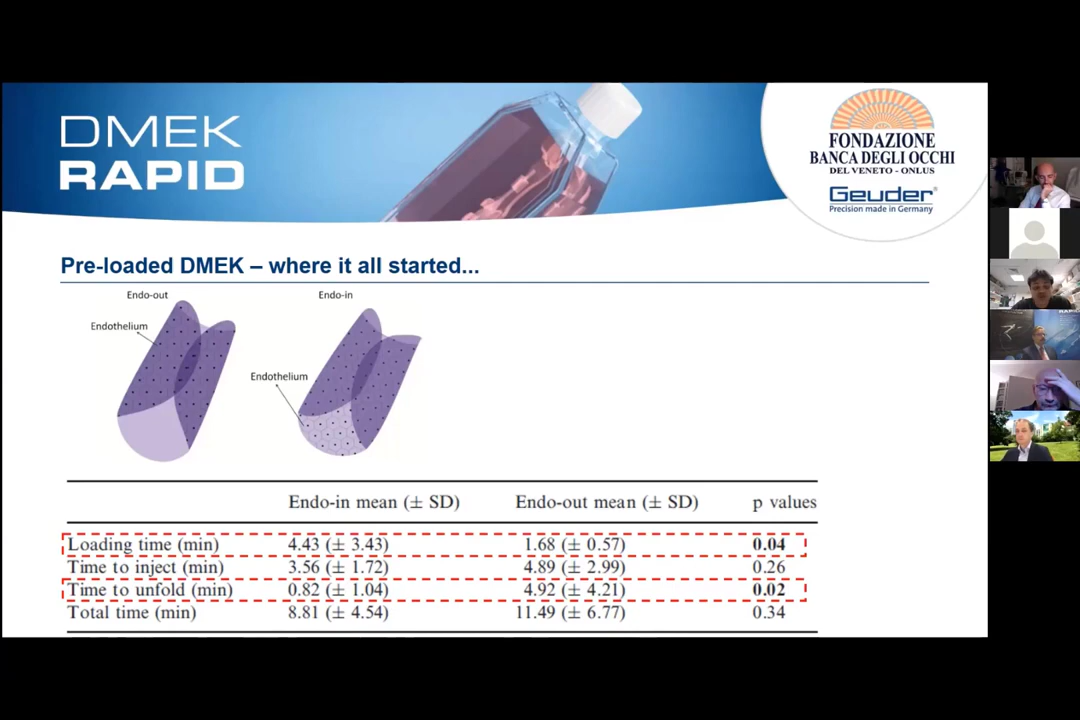 DMEK
RAPID
FONDAZIONE
BANCA DEGLI OCCHI
DEL VENETO - ONLUS
Geuder®
Precision made in Germany
Pre-loaded DMEK – where it all started...
Endo-out
Endo-in
Endothelium
Endothelium
Endo-in mean (± SD) Endo-out mean (± SD) p values
Loading time (min) 4.43 (± 3.43) 1.68 (± 0.57) 0.04
Time to inject (min) 3.56 (± 1.72) 4.89 (± 2.99) 0.26
Time to unfold (min) 0.82 (± 1.04) 4.92 (± 4.21) 0.02
Total time (min) 8.81 (± 4.54) 11.49 (± 6.77) 0.34